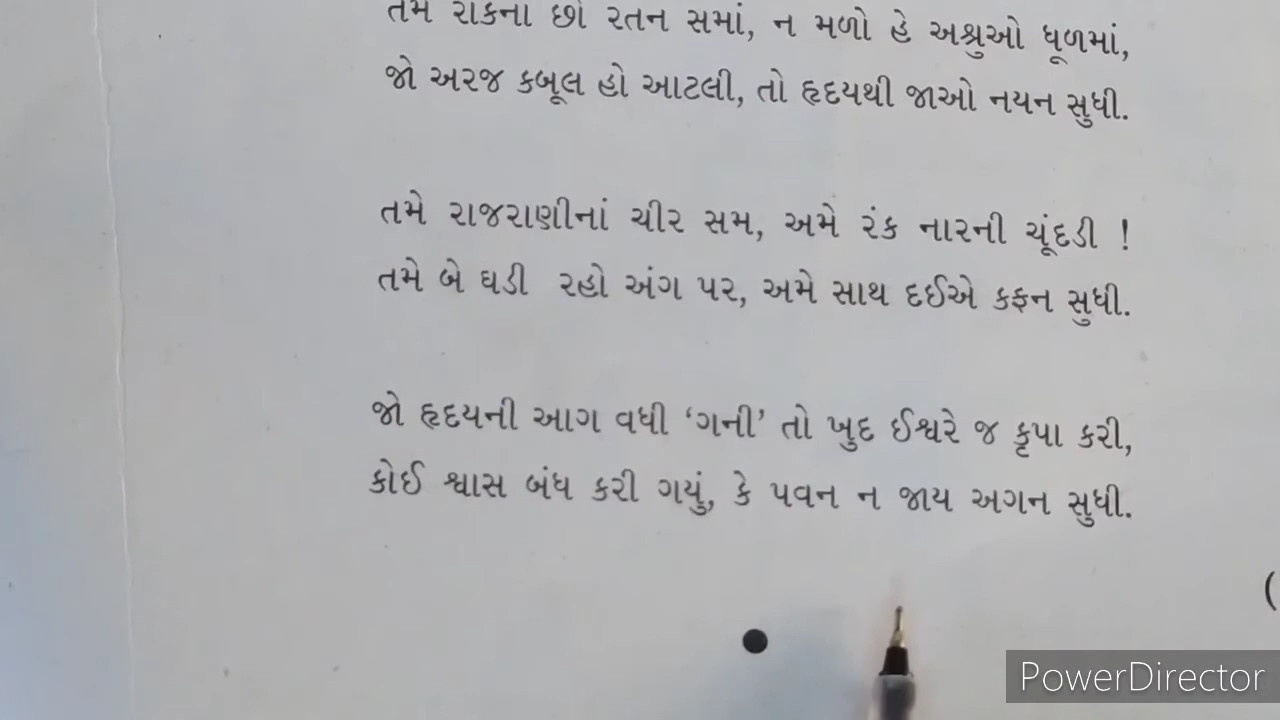 તમે રાંકનાં છો રતન સમાં, ન મળો હે અશ્રુઓ ધૂળમાં,
જો અરજ કબૂલ હો આટલી, તો હૃદયથી જાઓ નયન સુધી.
તમે રાજરાણીનાં ચીર સમ, અમે રંક નારની ચૂંદડી !
તમે બે ઘડી રહો અંગ પર, અમે સાથ દઈએ કફન સુધી.
જો હૃદયની આગ વધી ‘ગની’ તો ખુદ ઈશ્વરે જ કૃપા કરી,
કોઈ શ્વાસ બંધ કરી ગયું, કે પવન ન જાય અગન સુધી.
(
PowerDirector